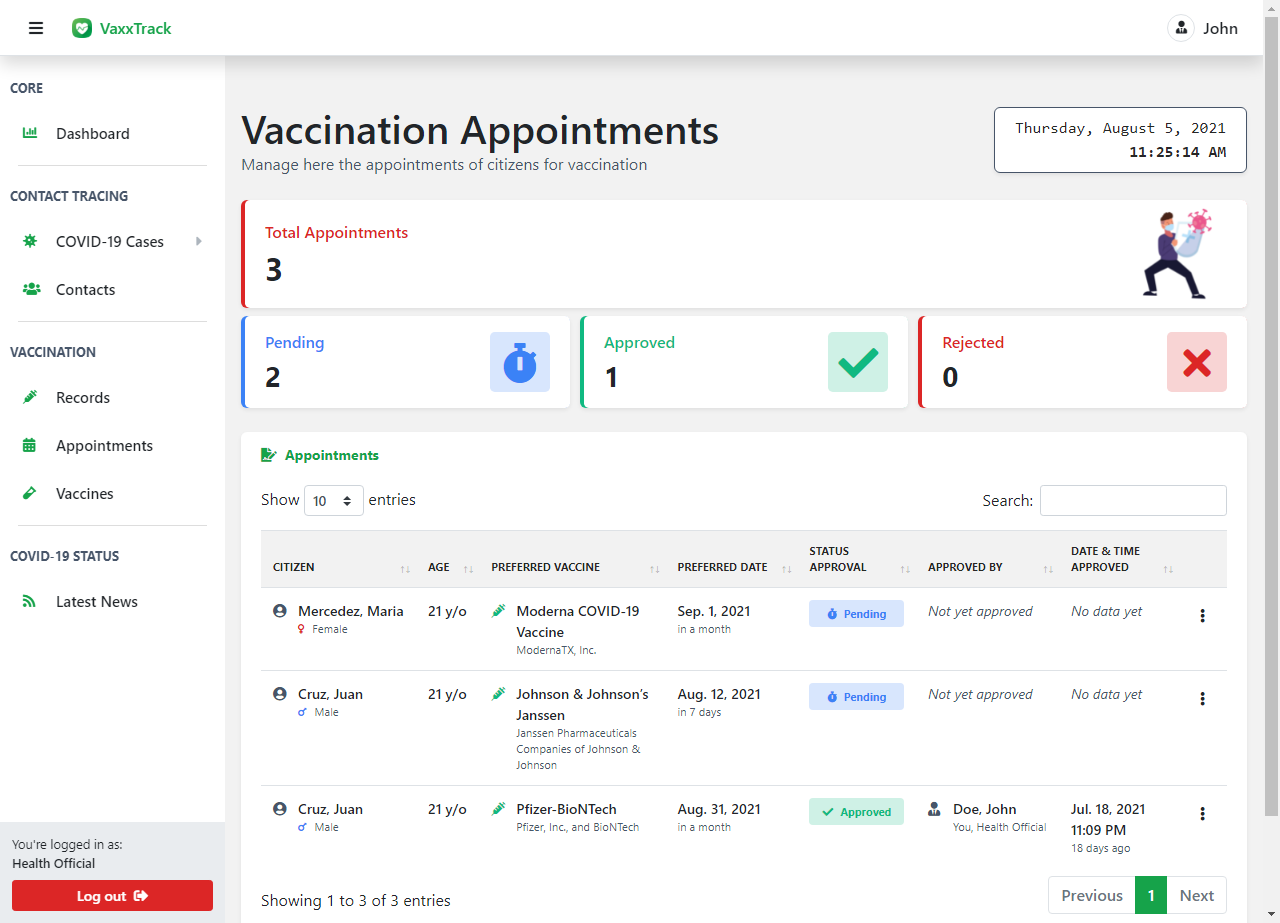 VaxxTrack
John
CORE
Dashboard
CONTACT TRACING
COVID-19 Cases
Contacts
VACCINATION
Records
Appointments
Vaccines
COVID-19 STATUS
Latest News
You're logged in as:
Health Official
Log out
Vaccination Appointments
Manage here the appointments of citizens for vaccination
Thursday, August 5, 2021
11:25:14 AM
Total Appointments
3
Pending
2
Approved
1
Rejected
0
Appointments
Show 10 entries
Search:
CITIZEN AGE PREFERRED VACCINE PREFERRED DATE STATUS APPROVAL APPROVED BY DATE & TIME APPROVED
Mercedez, Maria 21 y/o Moderna COVID-19 Sep. 1, 2021 Pending Not yet approved No data yet
Female Vaccine in a month
ModernaTX, Inc.
Cruz, Juan 21 y/o Johnson & Johnson’s Aug. 12, 2021 Pending Not yet approved No data yet
Male Janssen in 7 days
Janssen Pharmaceuticals
Companies of Johnson &
Johnson
Cruz, Juan 21 y/o Pfizer-BioNTech Aug. 31, 2021 Approved Doe, John Jul. 18, 2021
Male Pfizer, Inc., and BioNTech in a month You, Health Official 11:09 PM
18 days ago
Showing 1 to 3 of 3 entries
Previous 1 Next